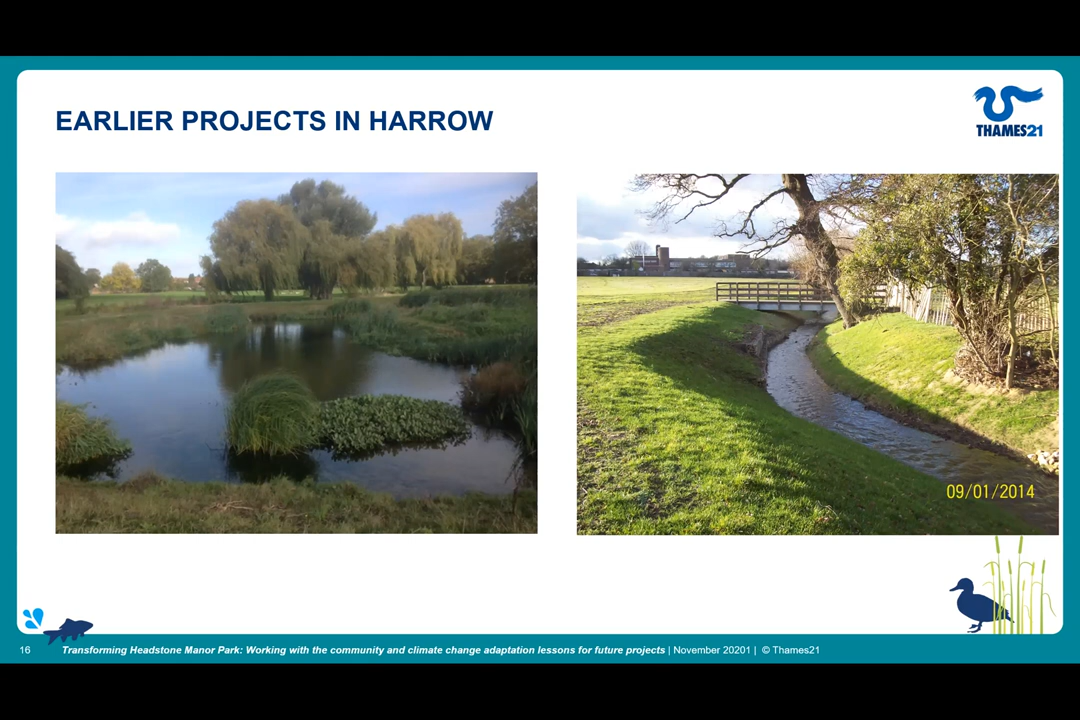 EARLIER PROJECTS IN HARROW
THAMES21
09/01/2014
16 Transforming Headstone Manor Park: Working with the community and climate change adaptation lessons for future projects | November 20201 | © Thames21